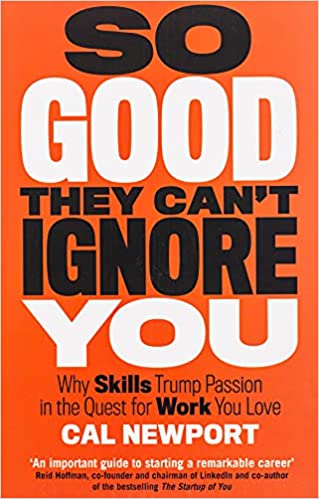 SO
GOOD
THEY CAN'T
IGNORE
YOU
Why Skills Trump Passion
in the Quest for Work You Love
CAL NEWPORT
‘An important guide to starting a remarkable career’
Reid Hoffman, co-founder and chairman of LinkedIn and co-author
of the bestselling The Startup of You